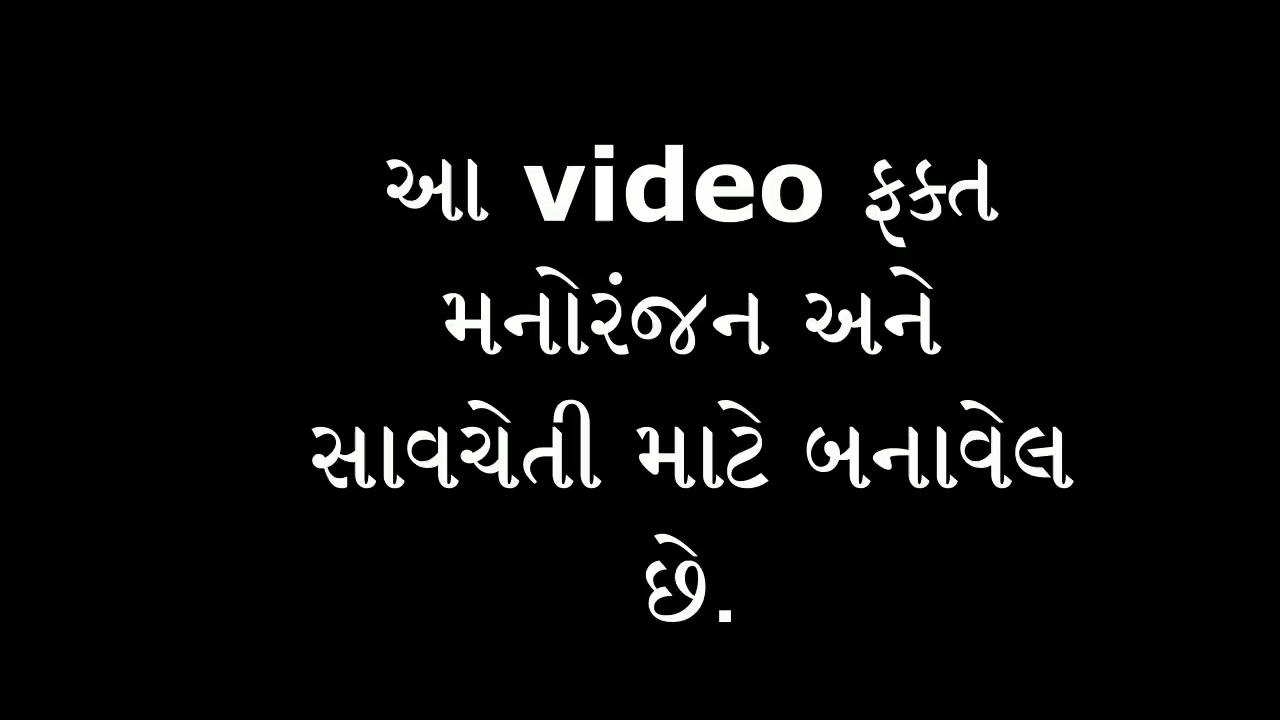 આ video ફક્ત
મનોરંજન અને
સાવચેતી માટે બનાવેલ
છે.